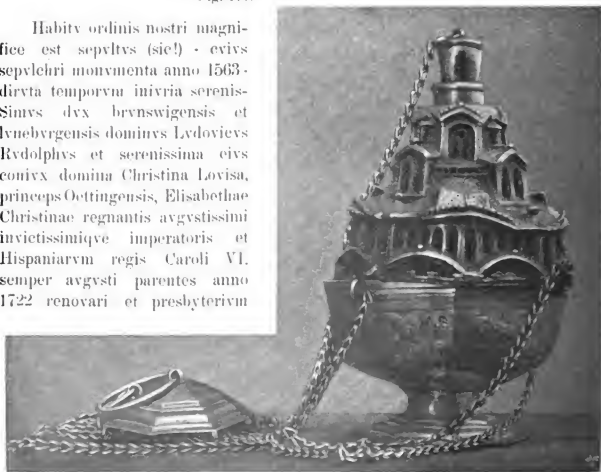 Habitv ordinis nostri magni-
fice est sepvltvs (sic!) · cvivs
sepvlchri monvmenta anno 1563 ·
dirvta temporvm inivria serenis-
Simvs dvx brvnswigensis et
lvnebvrgensis dominvs Lvdovicvs
Rvdolphvs et serenissima eivs
conivx domina Christina Lovisa,
princeps Oettingensis, Elisabethae
Christinae regnantis avgvstissimi
invictissimiqve imperatoris et
Hispaniarvm regis Caroli VI.
semper avgvsti parentes anno
1722 renovari et presbyterivm